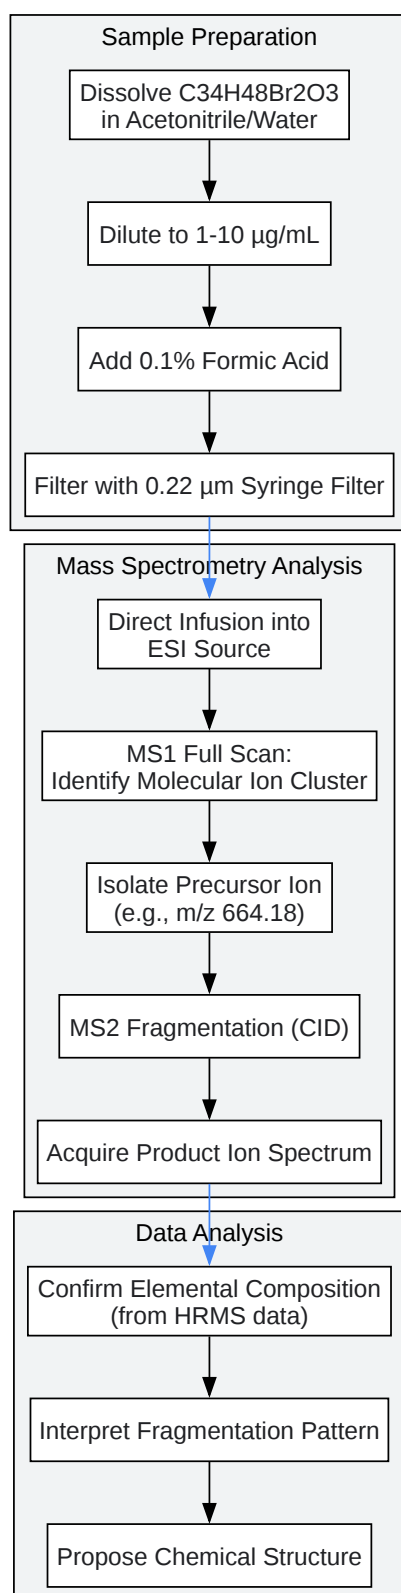 Sample Preparation
Dissolve C34H48Br2O3
in Acetonitrile/Water
Dilute to 1-10 µg/mL
Add 0.1% Formic Acid
Filter with 0.22 µm Syringe Filter
Mass Spectrometry Analysis
Direct Infusion into
ESI Source
MS1 Full Scan:
Identify Molecular Ion Cluster
Isolate Precursor Ion
(e.g., m/z 664.18)
MS2 Fragmentation (CID)
Acquire Product Ion Spectrum
Data Analysis
Confirm Elemental Composition
(from HRMS data)
Interpret Fragmentation Pattern
Propose Chemical Structure